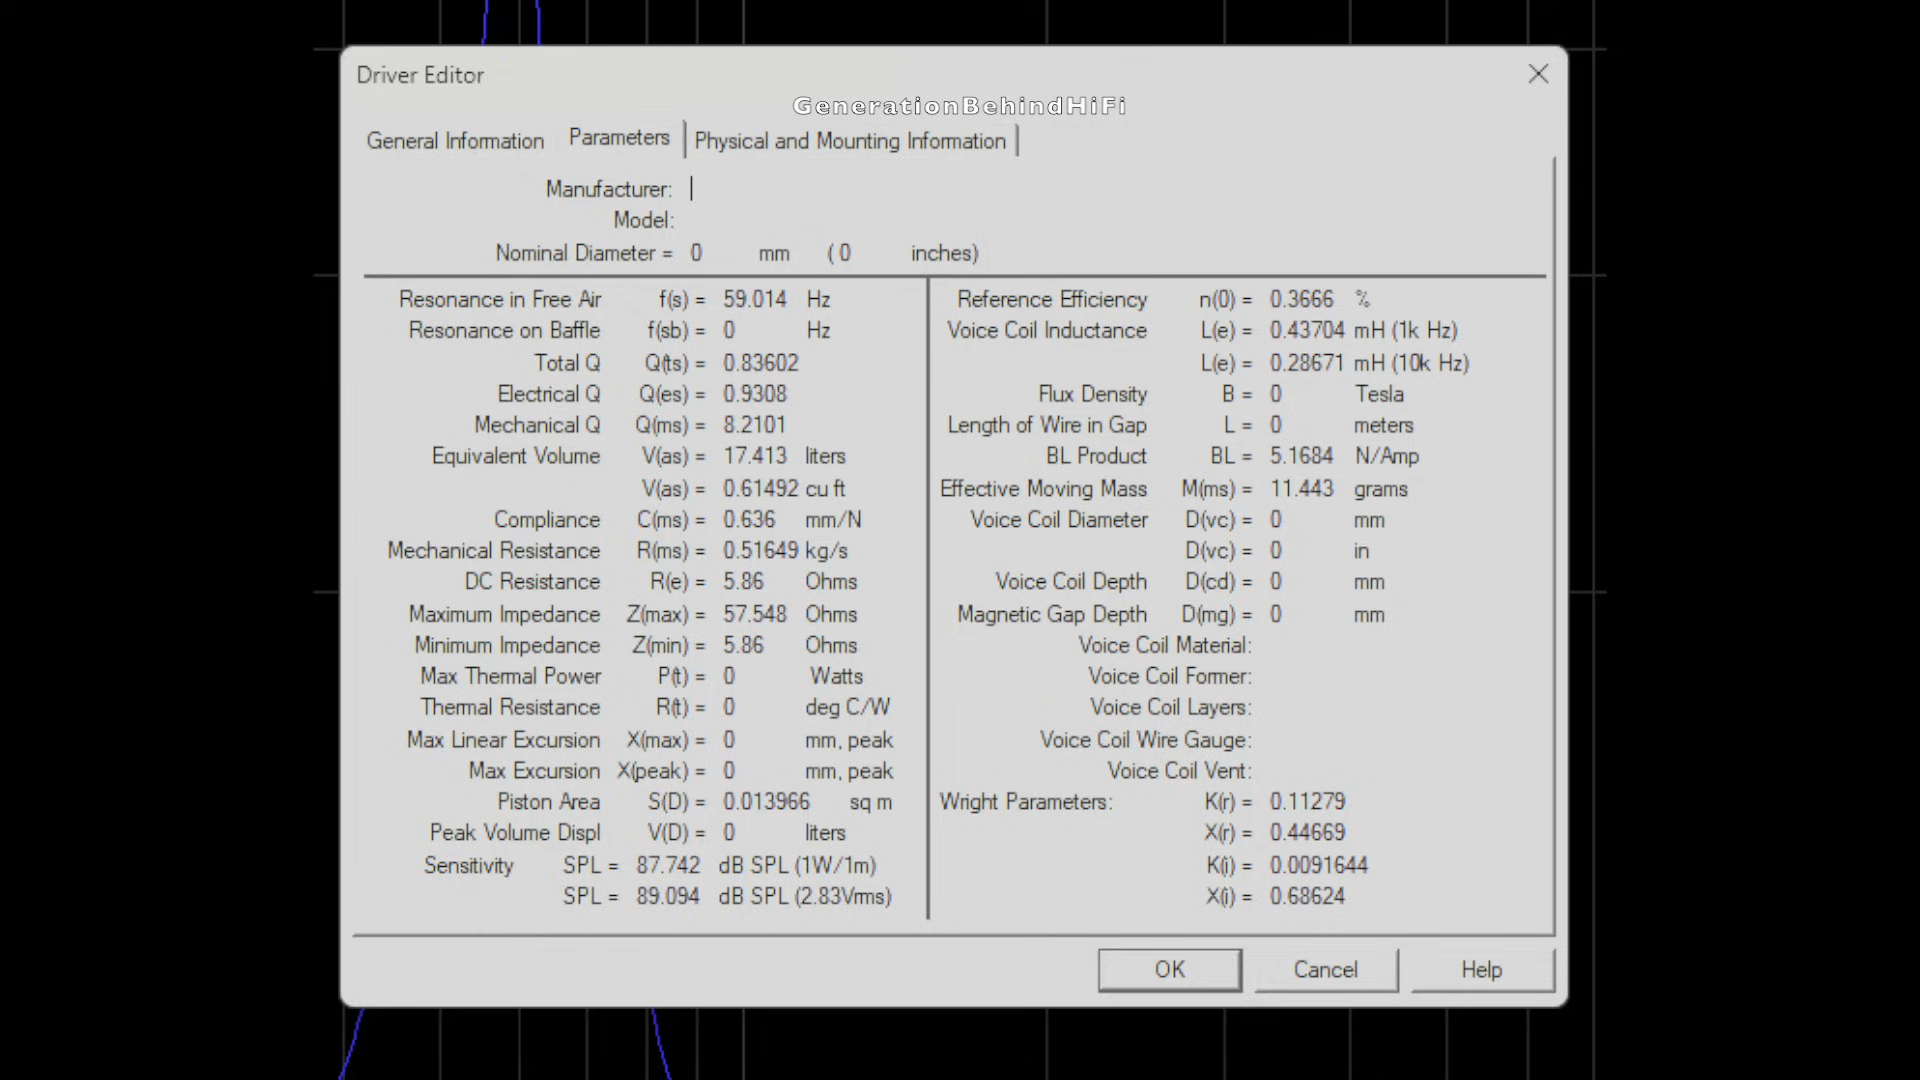 Driver Editor
GenerationBehindHiFi
General Information Parameters Physical and Mounting Information
Manufacturer:
Model:
Nominal Diameter = 0 mm ( 0 inches)
Resonance in Free Air f(s) = 59.014 Hz
Resonance on Baffle f(sb) = 0 Hz
Total Q Q(ts) = 0.83602
Electrical Q Q(es) = 0.9308
Mechanical Q Q(ms) = 8.2101
Equivalent Volume V(as) = 17.413 liters
V(as) = 0.61492 cu ft
Compliance C(ms) = 0.636 mm/N
Mechanical Resistance R(ms) = 0.51649 kg/s
DC Resistance R(e) = 5.86 Ohms
Maximum Impedance Z(max) = 57.548 Ohms
Minimum Impedance Z(min) = 5.86 Ohms
Max Thermal Power P(t) = 0 Watts
Thermal Resistance R(t) = 0 deg C/W
Max Linear Excursion X(max) = 0 mm, peak
Max Excursion X(peak) = 0 mm, peak
Piston Area S(D) = 0.013966 sq m
Peak Volume Displ V(D) = 0 liters
Sensitivity SPL = 87.742 dB SPL (1W/1m)
SPL = 89.094 dB SPL (2.83Vrms)
Reference Efficiency n(0) = 0.3666 %
Voice Coil Inductance L(e) = 0.43704 mH (1k Hz)
L(e) = 0.28671 mH (10k Hz)
Flux Density B = 0 Tesla
Length of Wire in Gap L = 0 meters
BL Product BL = 5.1684 N/Amp
Effective Moving Mass M(ms) = 11.443 grams
Voice Coil Diameter D(vc) = 0 mm
D(vc) = 0 in
Voice Coil Depth D(cd) = 0 mm
Magnetic Gap Depth D(mg) = 0 mm
Voice Coil Material:
Voice Coil Former:
Voice Coil Layers:
Voice Coil Wire Gauge:
Voice Coil Vent:
Wright Parameters: K(r) = 0.11279
X(r) = 0.44669
K(i) = 0.0091644
X(i) = 0.68624
OK Cancel Help